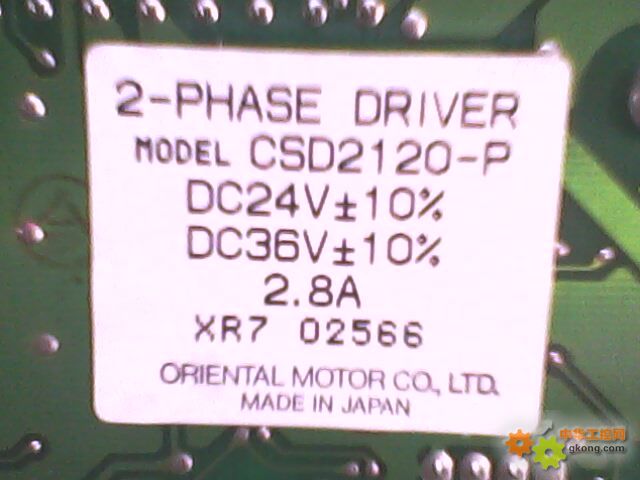 2-PHASE DRIVER
MODEL CSD2120-P
DC24V±10%
DC36V±10%
2.8A
XR7 02566
ORIENTAL MOTOR CO., LTD.
MADE IN JAPAN
中华工控网
gkong.com